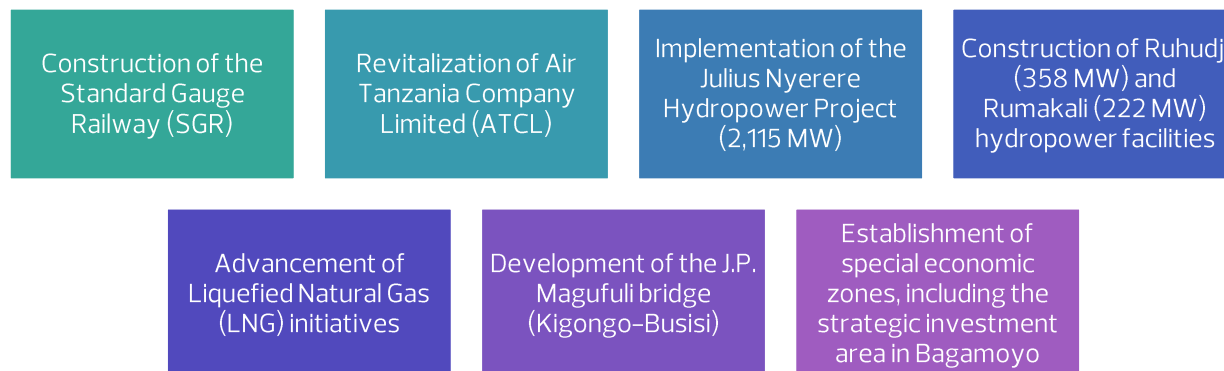 Construction of the
Standard Gauge
Railway (SGR)
Revitalization of Air
Tanzania Company
Limited (ATCL)
Implementation of the
Julius Nyerere
Hydropower Project
(2,115 MW)
Construction of Ruhudj
(358 MW) and
Rumakali (222 MW)
hydropower facilities
Advancement of
Liquefied Natural Gas
(LNG) initiatives
Development of the J.P.
Magufuli bridge
(Kigongo-Busisi)
Establishment of
special economic
zones, including the
strategic investment
area in Bagamoyo